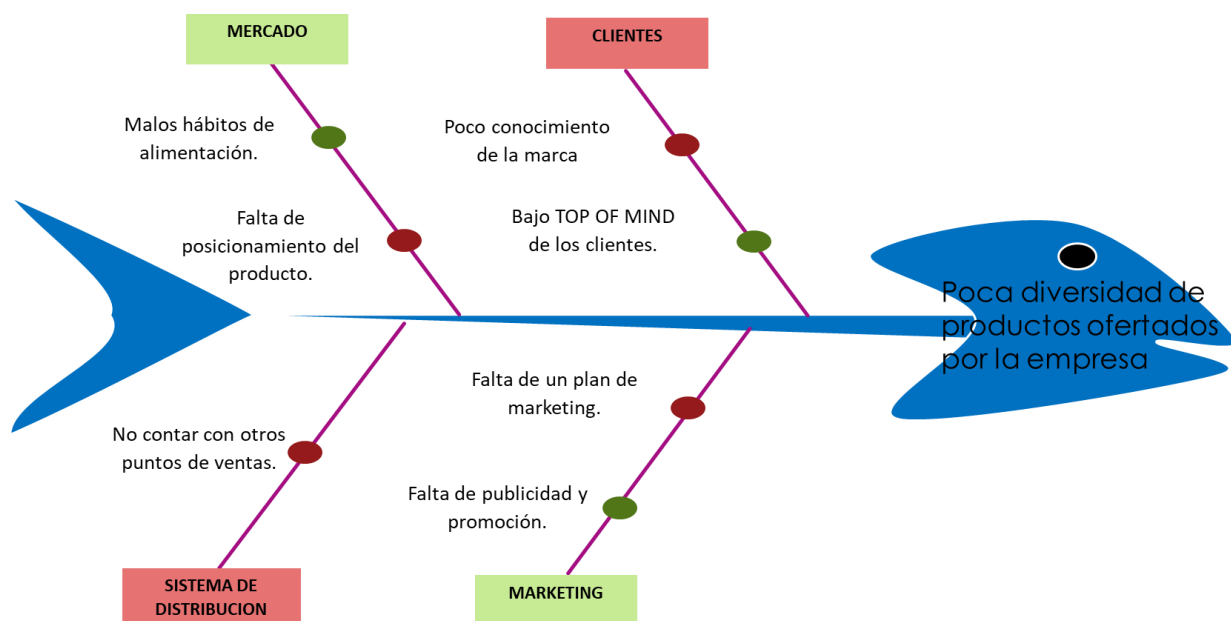 MERCADO
CLIENTES
Malos hábitos de
alimentación.
Poco conocimiento
de la marca
Falta de
posicionamiento del
producto.
Bajo TOP OF MIND
de los clientes.
Poca diversidad de
productos ofertados
por la empresa
Falta de un plan de
marketing.
No contar con otros
puntos de ventas.
Falta de publicidad y
promoción.
SISTEMA DE
DISTRIBUCION
MARKETING